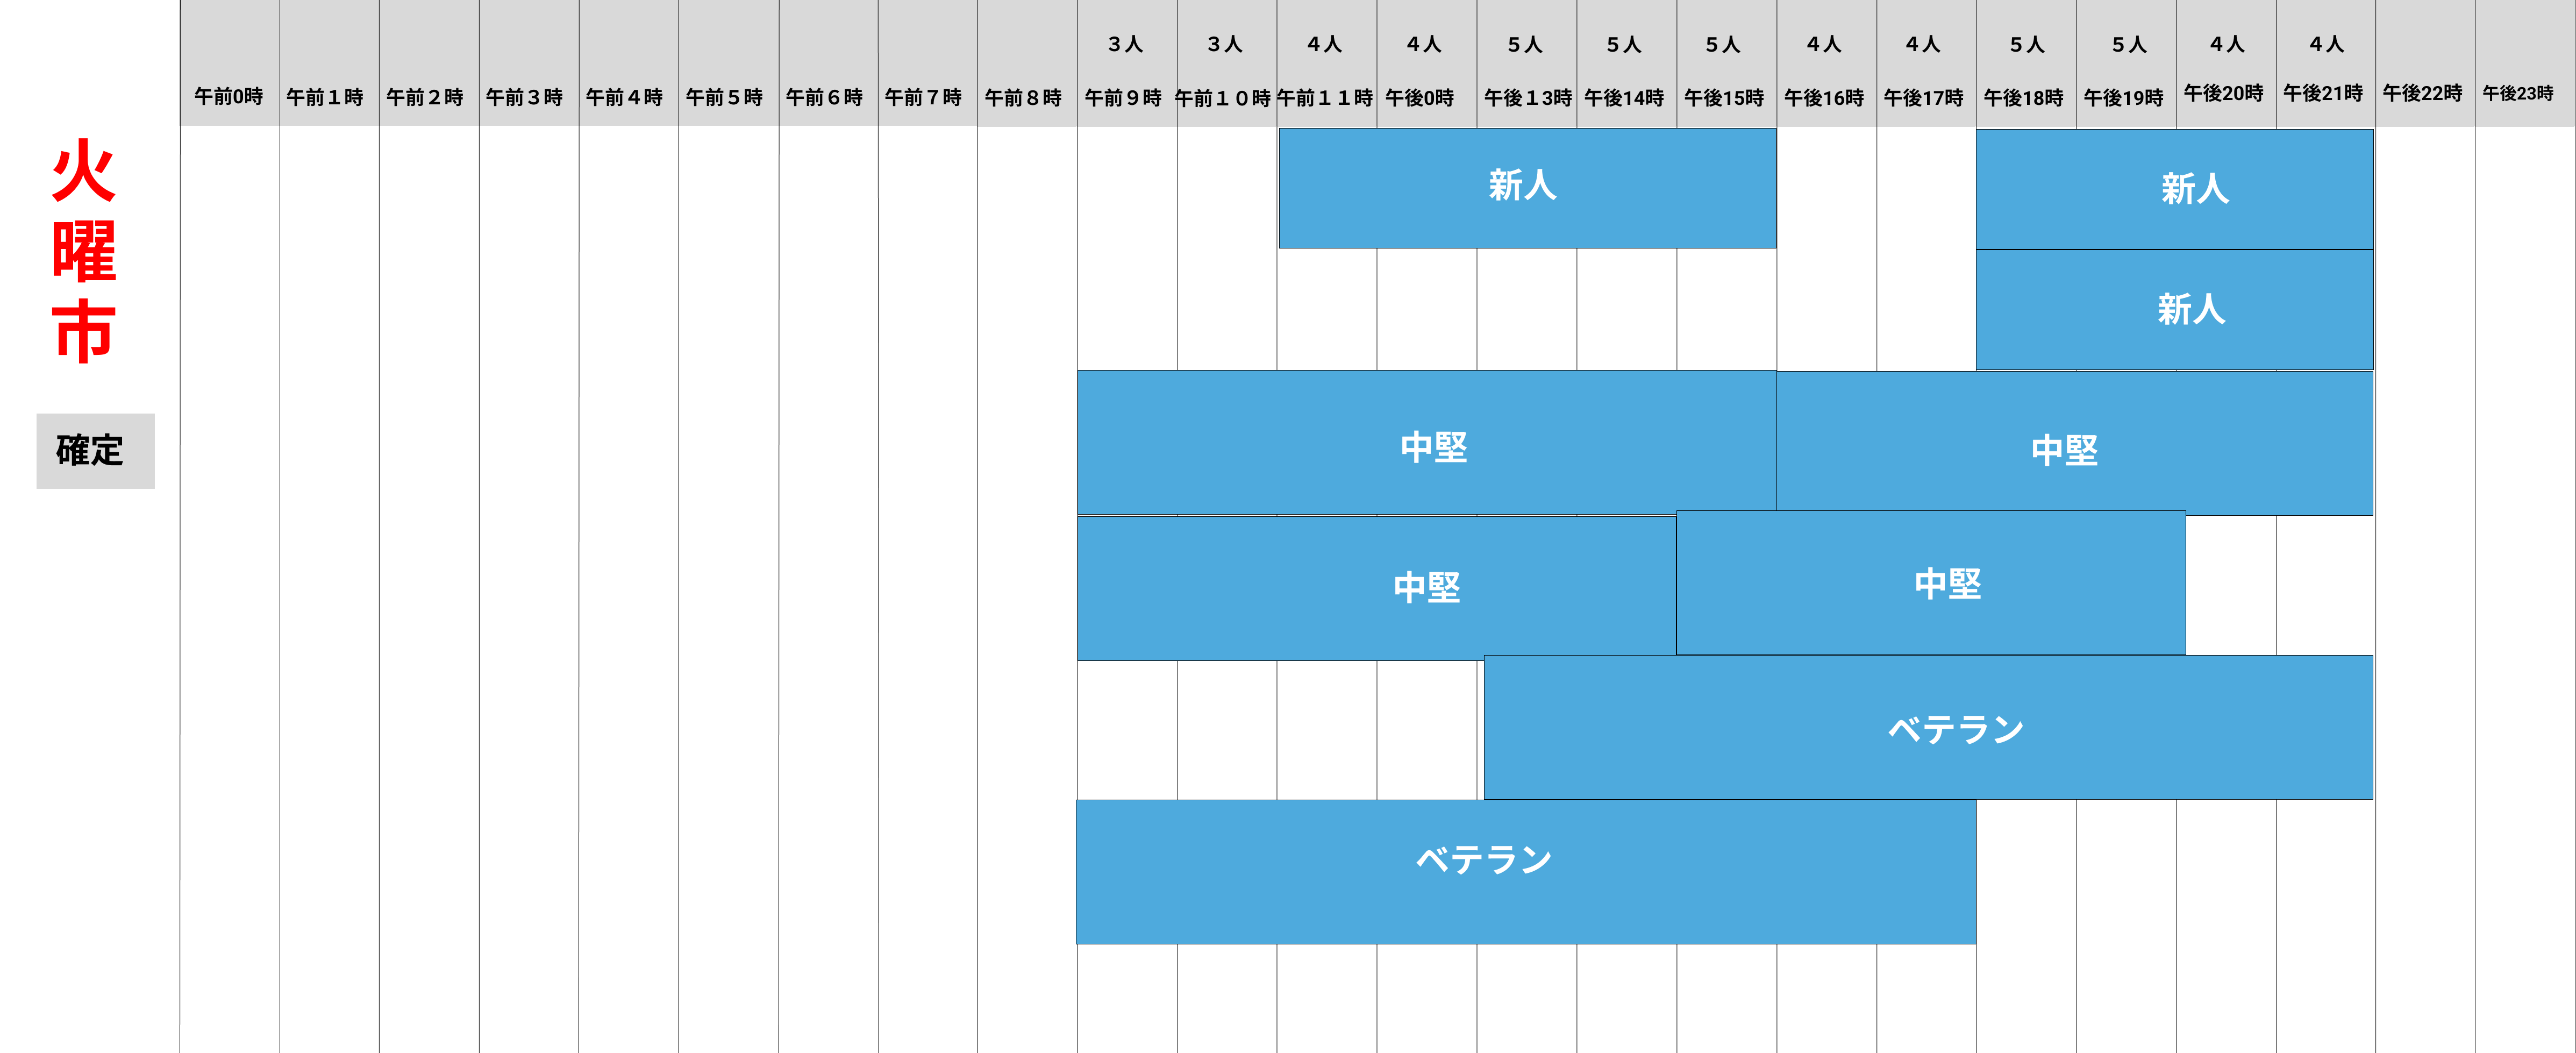 ３人 ３人 ４人 ４人 ５人 ５人 ５人 ４人 ４人 ５人 ５人 ４人 ４人
午前0時 午前１時 午前２時 午前３時 午前４時 午前５時 午前６時 午前７時 午前８時 午前９時 午前１０時 午前１１時 午後0時 午後１3時 午後14時 午後15時 午後16時 午後17時 午後18時 午後19時 午後20時 午後21時 午後22時 午後23時
火
曜
市
確定
新人 新人
新人
中堅 中堅
中堅 中堅
ベテラン
ベテラン